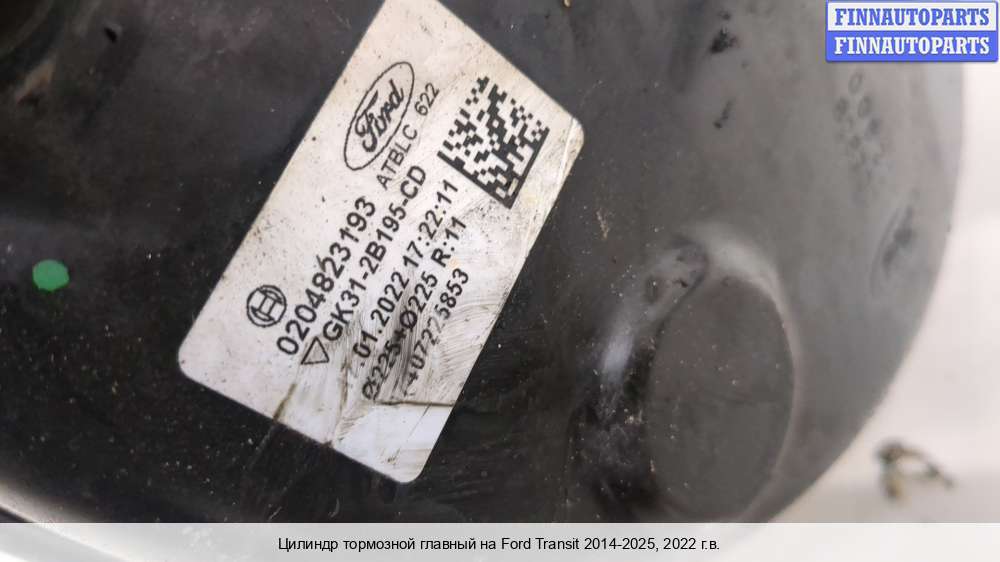 FINNAUTOPARTS
FINNAUTOPARTS
Ford
ATBLC 622
0204823193
GK31-2B195-CD
.01.2022 17:22:11
Ø225+Ø225 R:11
Цилиндр тормозной главный на Ford Transit 2014-2025, 2022 г.в.